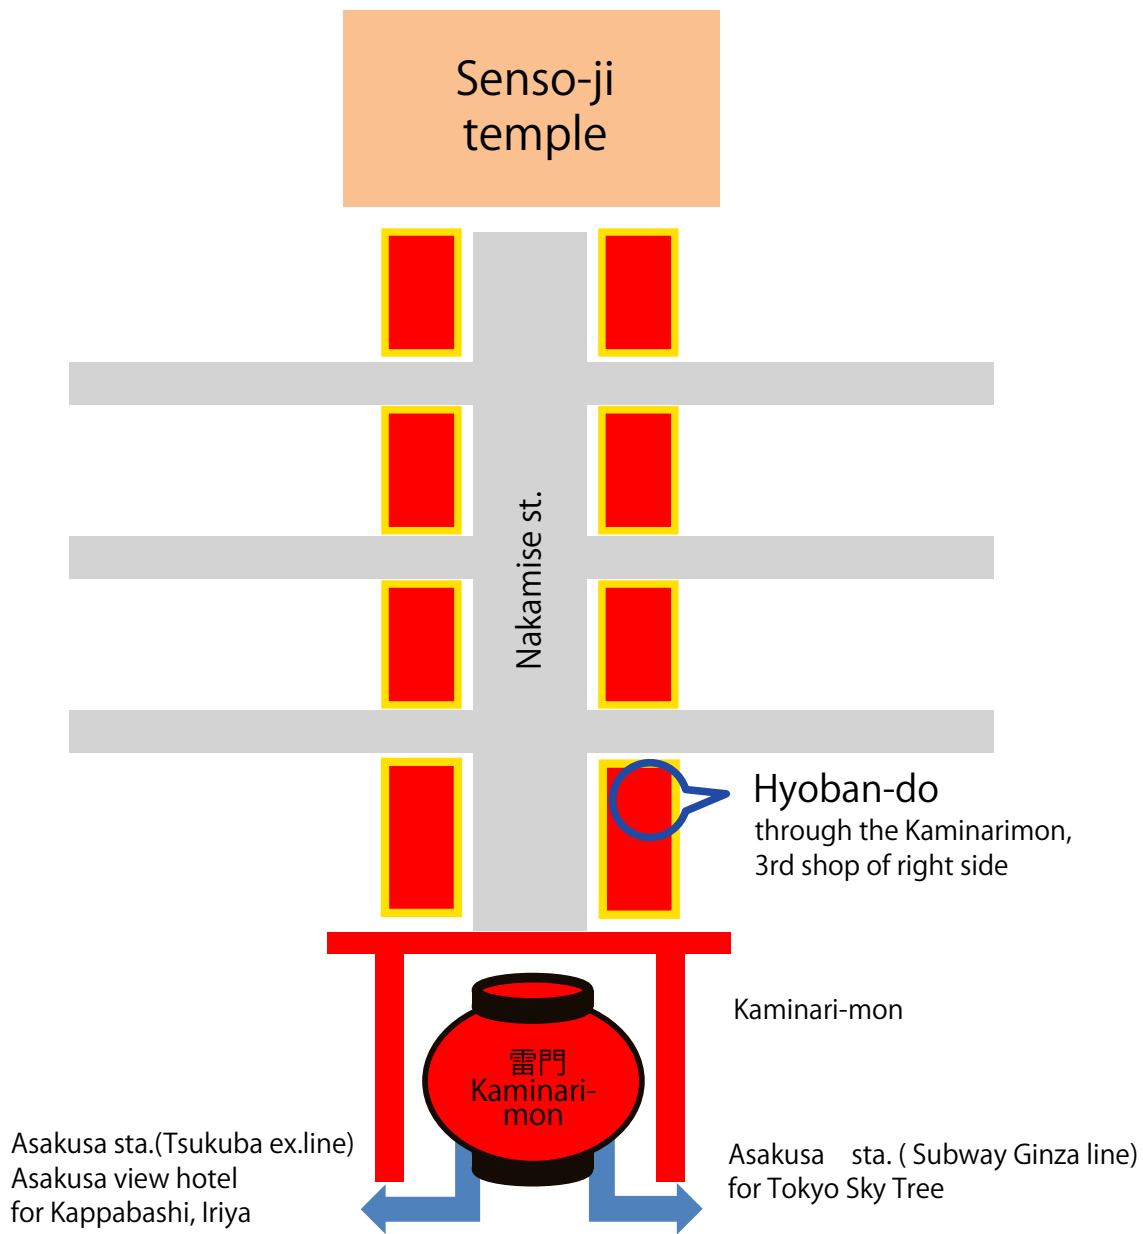 Senso-ji
temple
Nakamise st.
Hyoban-do
through the Kaminarimon,
3rd shop of right side
Kaminari-mon
雷門
Kaminari-
mon
Asakusa sta.(Tsukuba ex.line)
Asakusa view hotel
for Kappabashi, Iriya
Asakusa　sta. ( Subway Ginza line)
for Tokyo Sky Tree